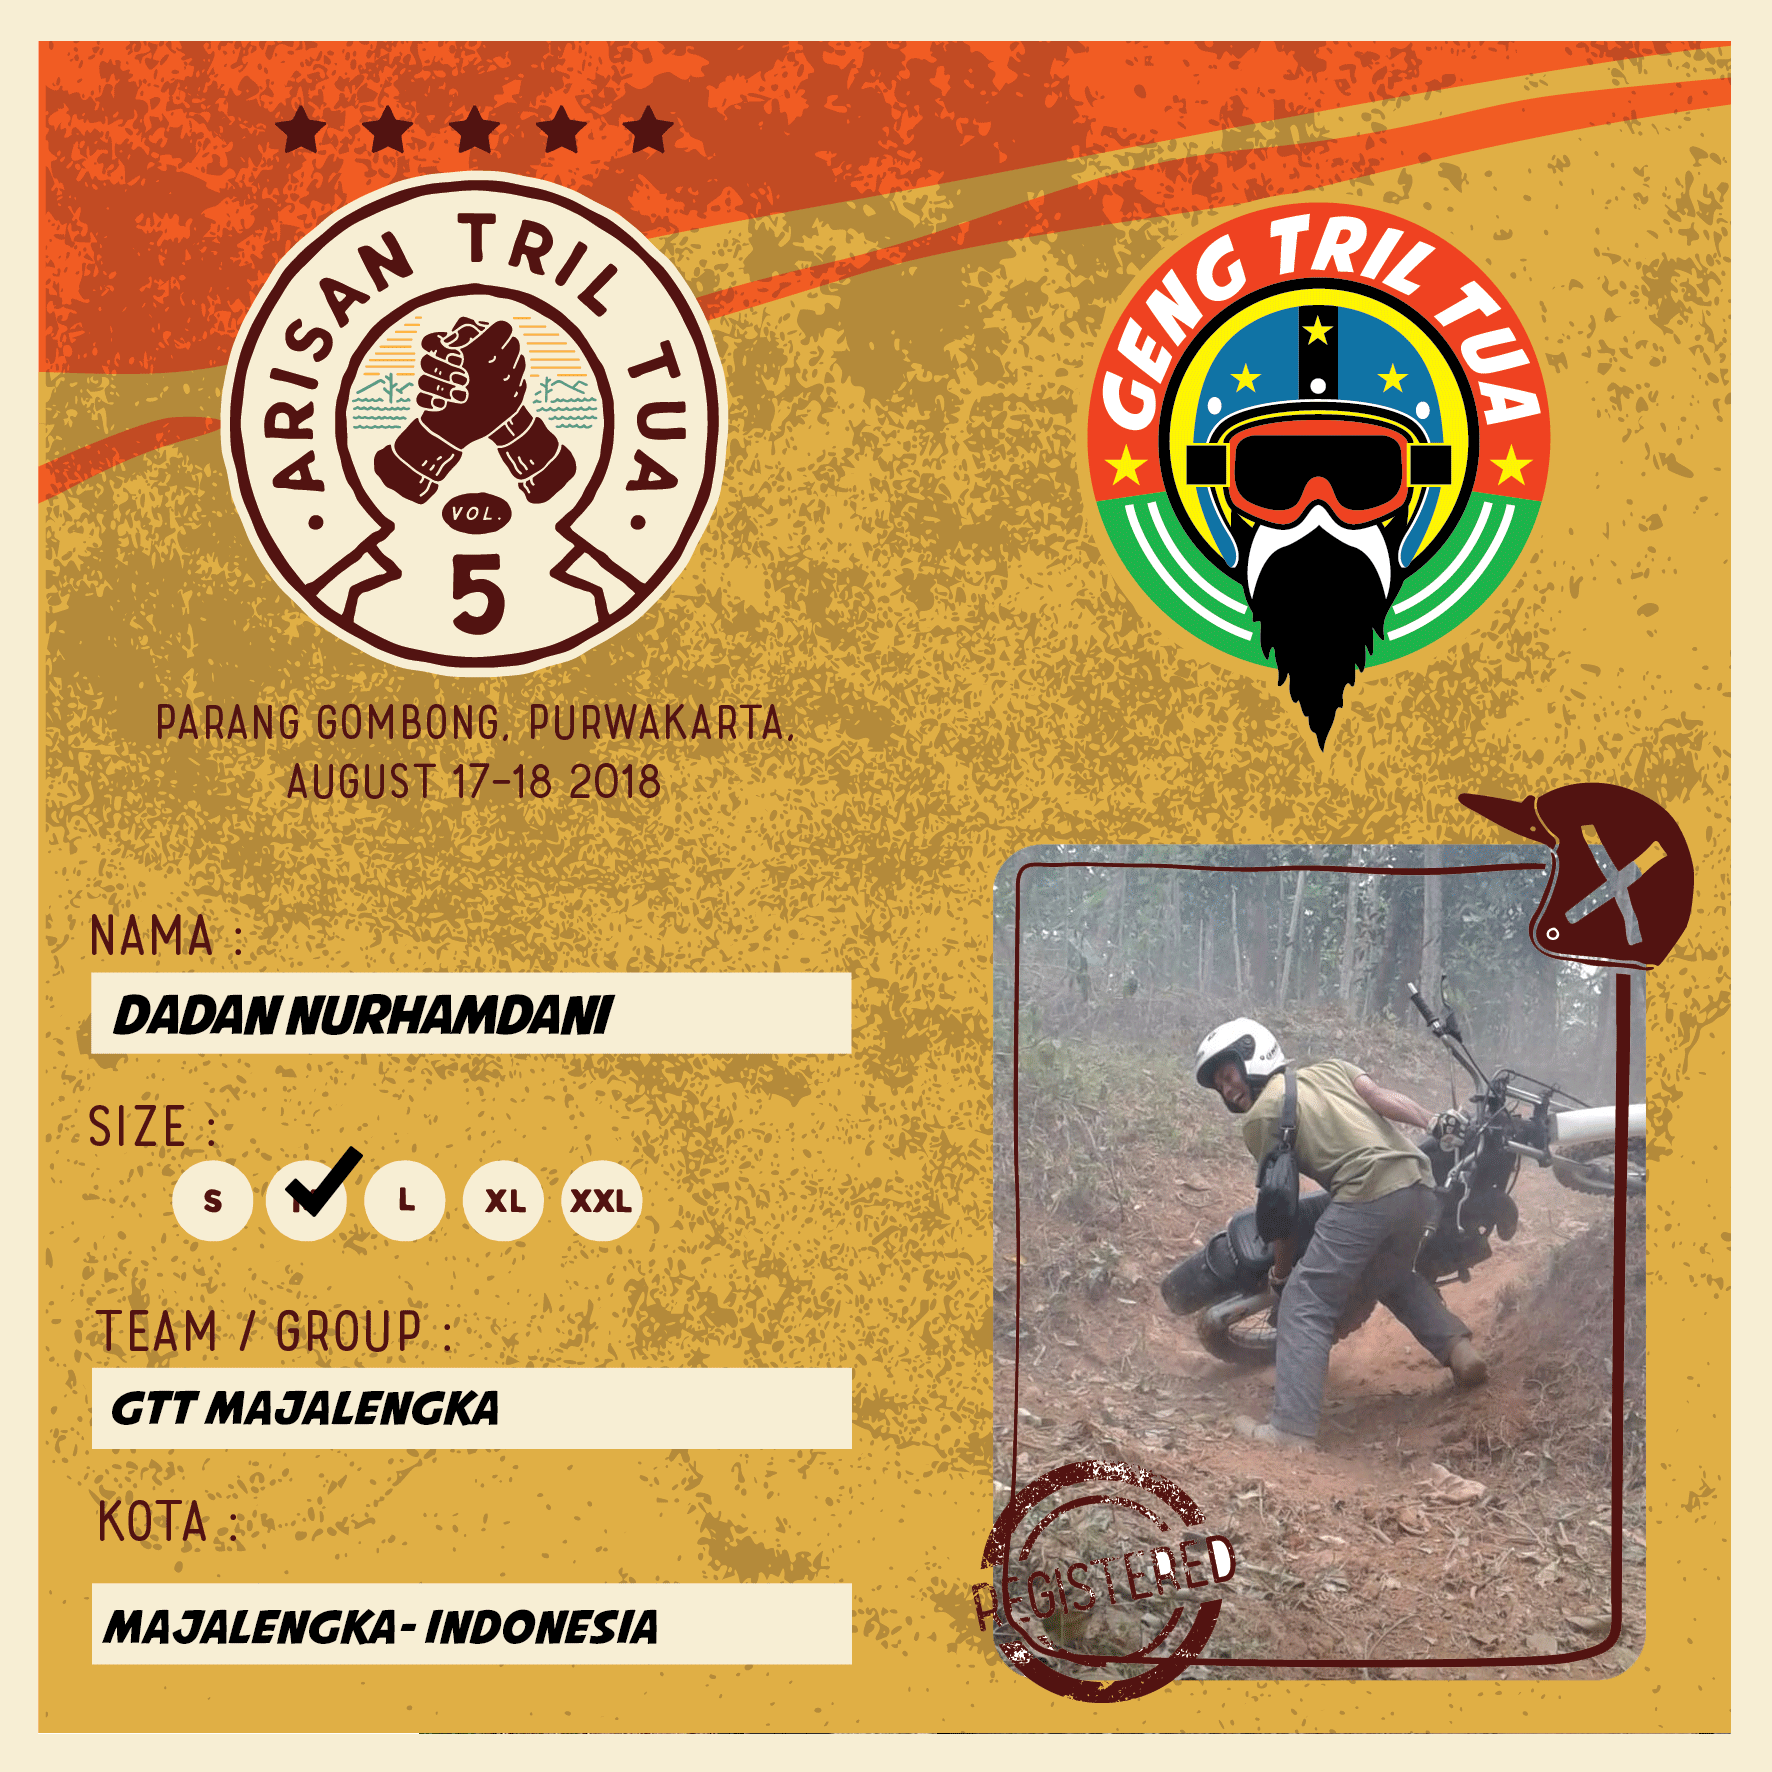 ARISAN TRIL TUA
VOL.
5
GENG TRIL TUA
PARANG GOMBONG, PURWAKARTA,
AUGUST 17-18 2018
NAMA :
DADAN NURHAMDANI
SIZE :
S M L XL XXL
TEAM / GROUP :
GTT MAJALENGKA
KOTA :
MAJALENGKA- INDONESIA
REGISTERED